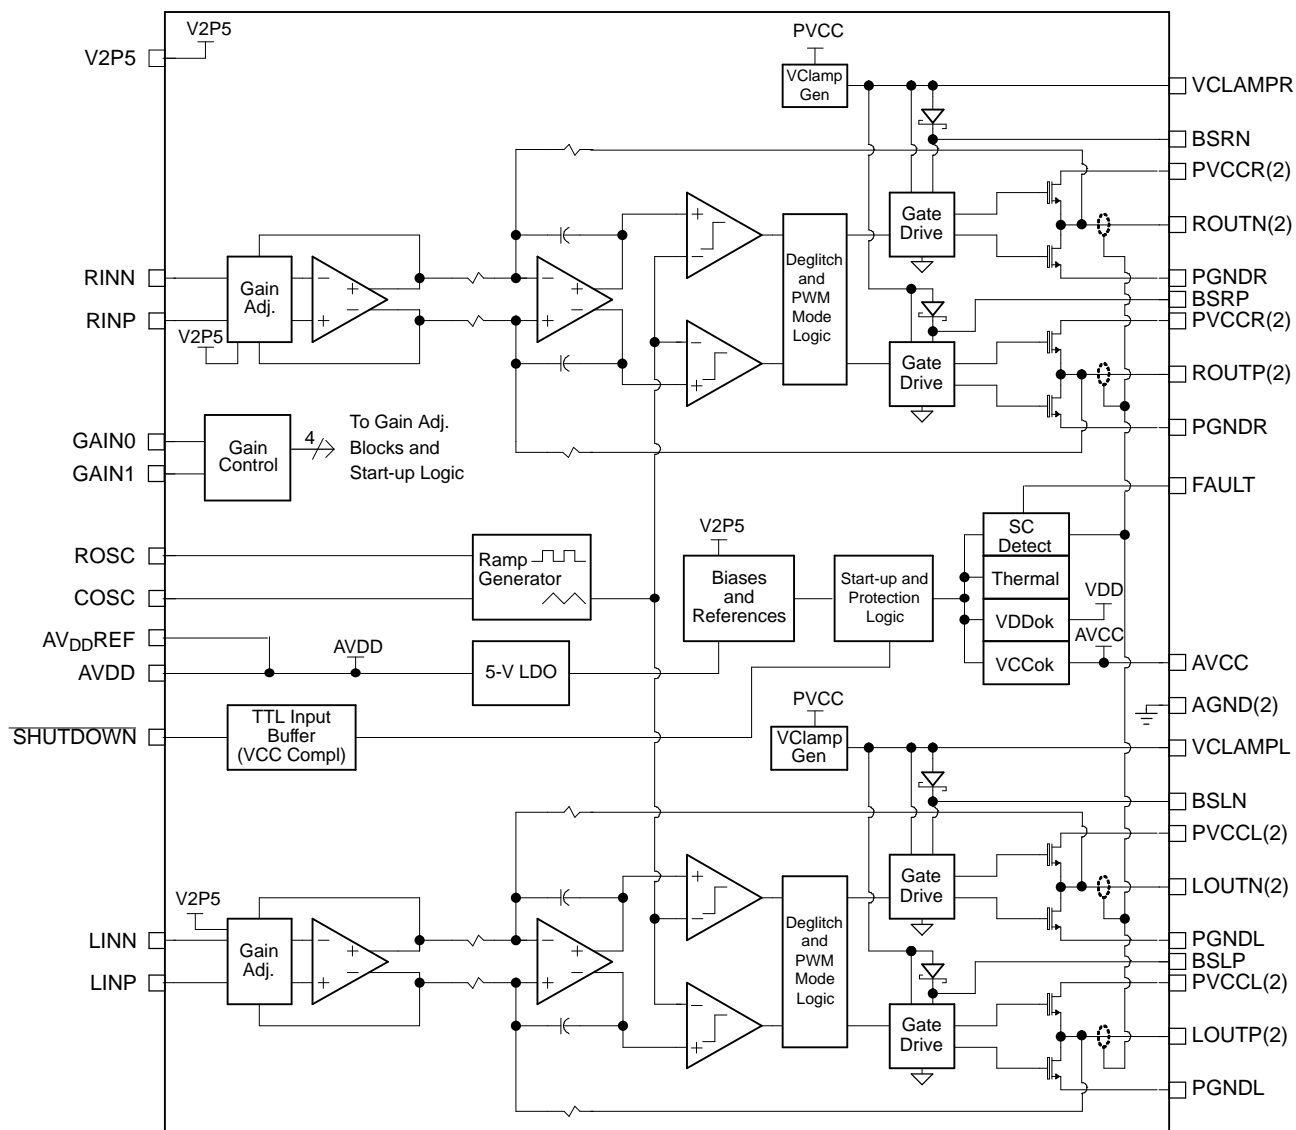 V2P5
V2P5
PVCC
VClamp
Gen
VCLAMPR
BSRN
PVCCR(2)
Gate
Drive
ROUTN(2)
Deglitch
and
PWM
Mode
Logic
RINN
Gain
Adj.
PGNDR
BSRP
RINP
V2P5
PVCCR(2)
Gate
Drive
ROUTP(2)
PGNDR
GAIN0
GAIN1
Gain
Control
4
To Gain Adj.
Blocks and
Start-up Logic
FAULT
SC
Detect
Thermal
VDDok
VDD
VCCok
AVCC
AVCC
ROSC
COSC
Ramp
Generator
V2P5
Biases
and
References
Start-up and
Protection
Logic
AVDDREF
AVDD
AVDD
5-V LDO
AGND(2)
SHUTDOWN
TTL Input
Buffer
(VCC Compl)
PVCC
VClamp
Gen
VCLAMPL
BSLN
PVCCL(2)
Gate
Drive
LOUTN(2)
V2P5
Deglitch
and
PWM
Mode
Logic
LINN
Gain
Adj.
PGNDL
BSLP
LINP
PVCCL(2)
Gate
Drive
LOUTP(2)
PGNDL